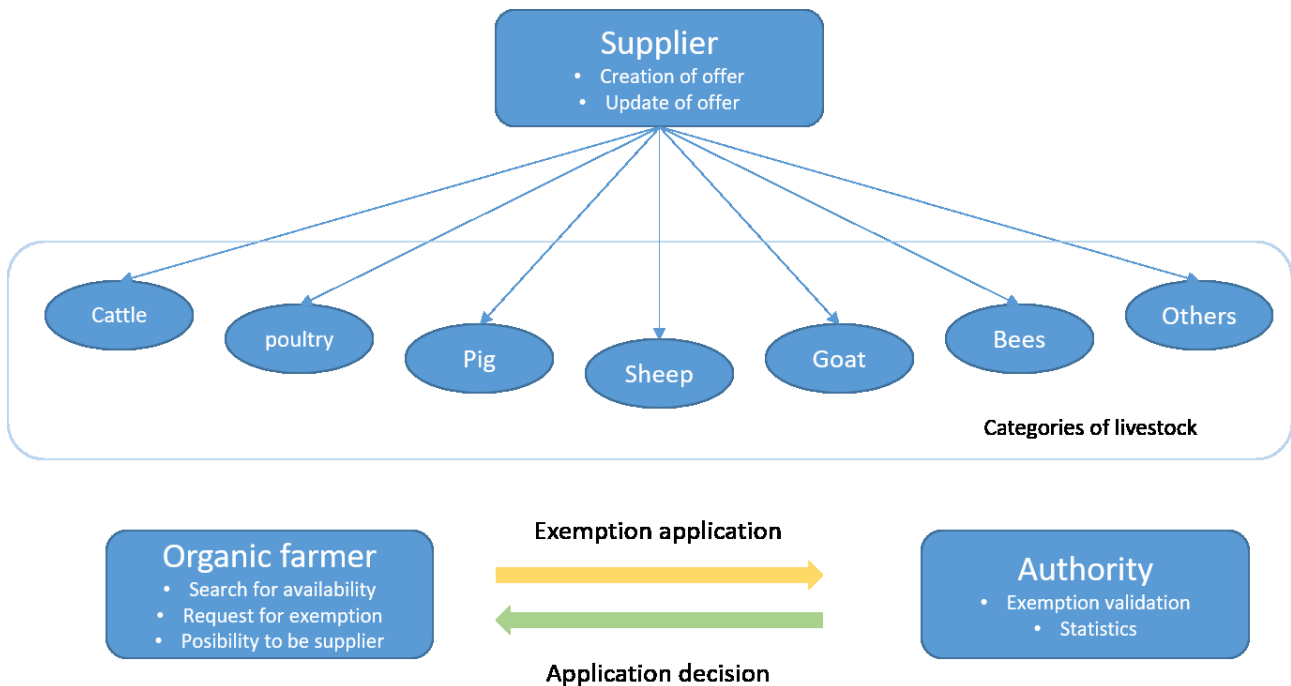 Supplier
• Creation of offer
• Update of offer
Cattle
poultry
Pig
Sheep
Goat
Bees
Others
Categories of livestock
Organic farmer
• Search for availability
• Request for exemption
• Posibility to be supplier
Exemption application
Application decision
Authority
• Exemption validation
• Statistics